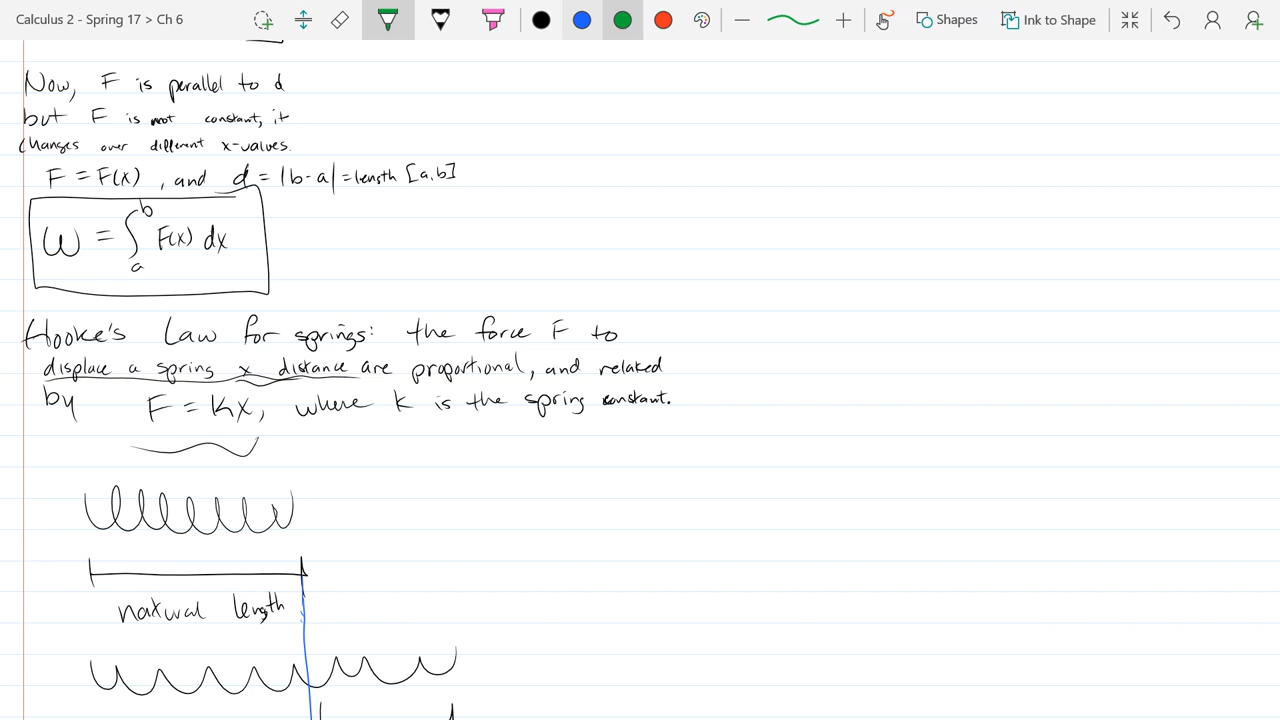 Calculus 2 - Spring 17 > Ch 6
Shapes
Ink to Shape
Now, F is parallel to d
but F is not constant, it
changes over different x-values.
F = F(x) , and d = |b-a| = length [a,b]
W = ∫_a^b F(x) dx
Hooke's Law for springs: the force F to
displace a spring x distance are proportional, and related
by F = kx, where k is the spring constant.
natural length